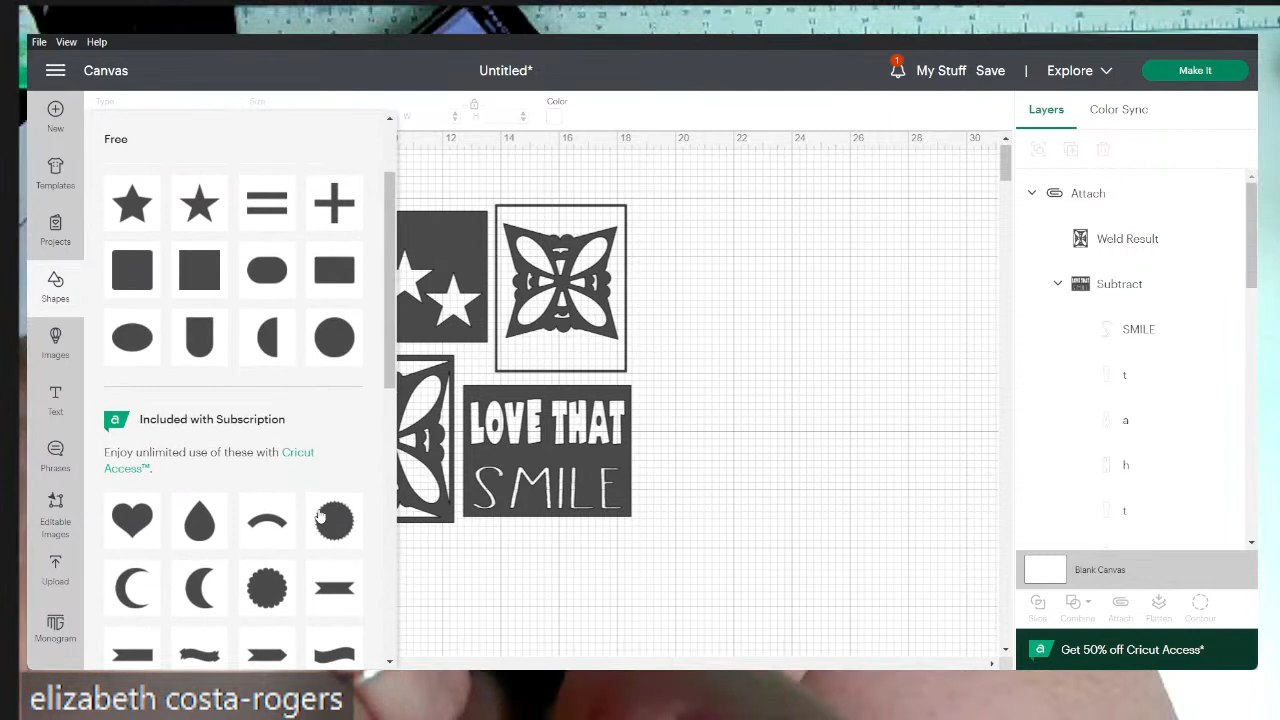 File View Help
Canvas
Untitled*
1
My Stuff Save | Explore
Make It
New
Templates
Projects
Shapes
Images
Text
Phrases
Editable
Images
Upload
Monogram
Type
Size
W
H
Color
Free
Included with Subscription
Enjoy unlimited use of these with Cricut
Access™.
12 14 16 18 20 22 24 26 28 30
LOVE THAT
SMILE
Layers Color Sync
Attach
Weld Result
Subtract
SMILE
t
a
h
t
Blank Canvas
Slice Combine Attach Flatten Contour
a Get 50% off Cricut Access*
elizabeth costa-rogers